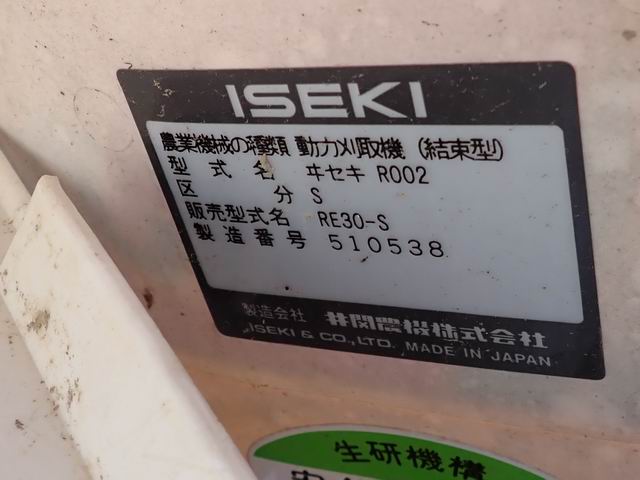 ISEKI
農業機械の種類 動力刈取機 (結束型)
型式名 ヰセキ R002
区分 S
販売型式名 RE30-S
製造番号 510538
製造会社 井関農機株式会社
ISEKI & CO., LTD. MADE IN JAPAN
生研機構